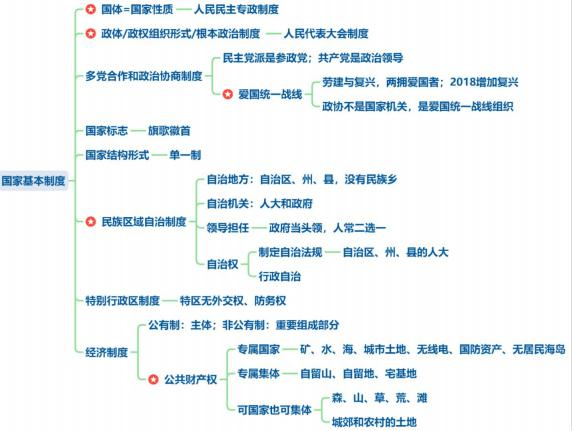 国体=国家性质 人民民主专政制度
政体/政权组织形式/根本政治制度 人民代表大会制度
民主党派是参政党；共产党是政治领导
多党合作和政治协商制度
劳建与复兴，两拥爱国者；2018增加复兴
爱国统一战线
政协不是国家机关，是爱国统一战线组织
国家标志 旗歌徽首
国家结构形式 单一制
国家基本制度
自治地方：自治区、州、县，没有民族乡
自治机关：人大和政府
民族区域自治制度
领导担任 政府当头领，人常二选一
制定自治法规 自治区、州、县的人大
自治权
行政自治
特别行政区制度 特区无外交权、防务权
公有制：主体；非公有制：重要组成部分
经济制度
专属国家 矿、水、海、城市土地、无线电、国防资产、无居民海岛
公共财产权
专属集体 自留山、自留地、宅基地
森、山、草、荒、滩
可国家也可集体
城郊和农村的土地